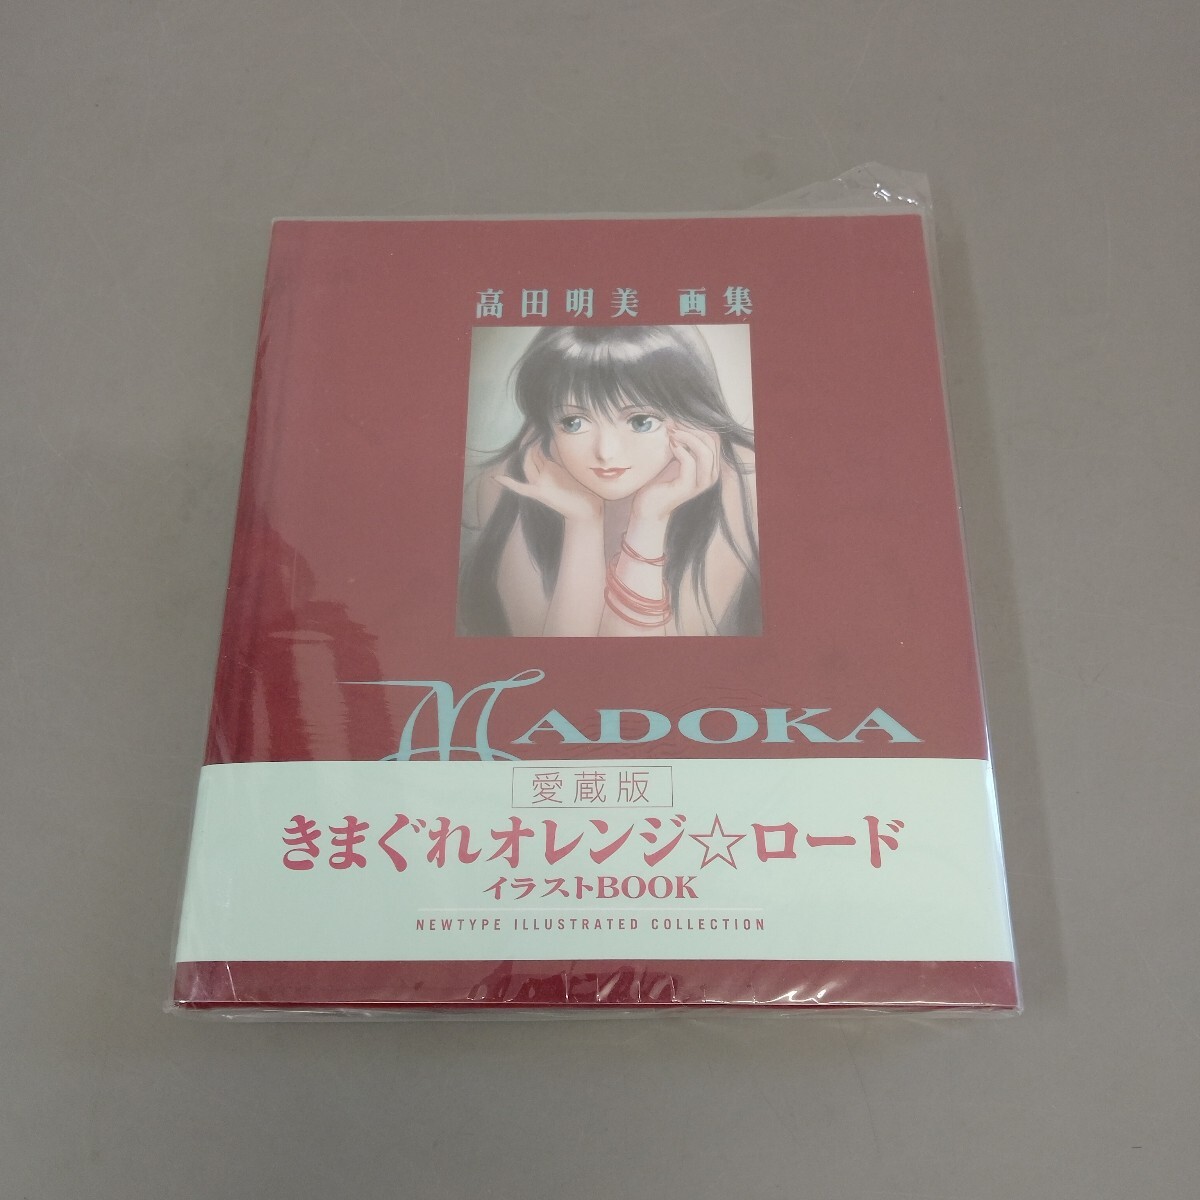 高田明美 画集
MADOKA
愛蔵版
きまぐれオレンジ☆ロード
イラストBOOK
NEWTYPE ILLUSTRATED COLLECTION